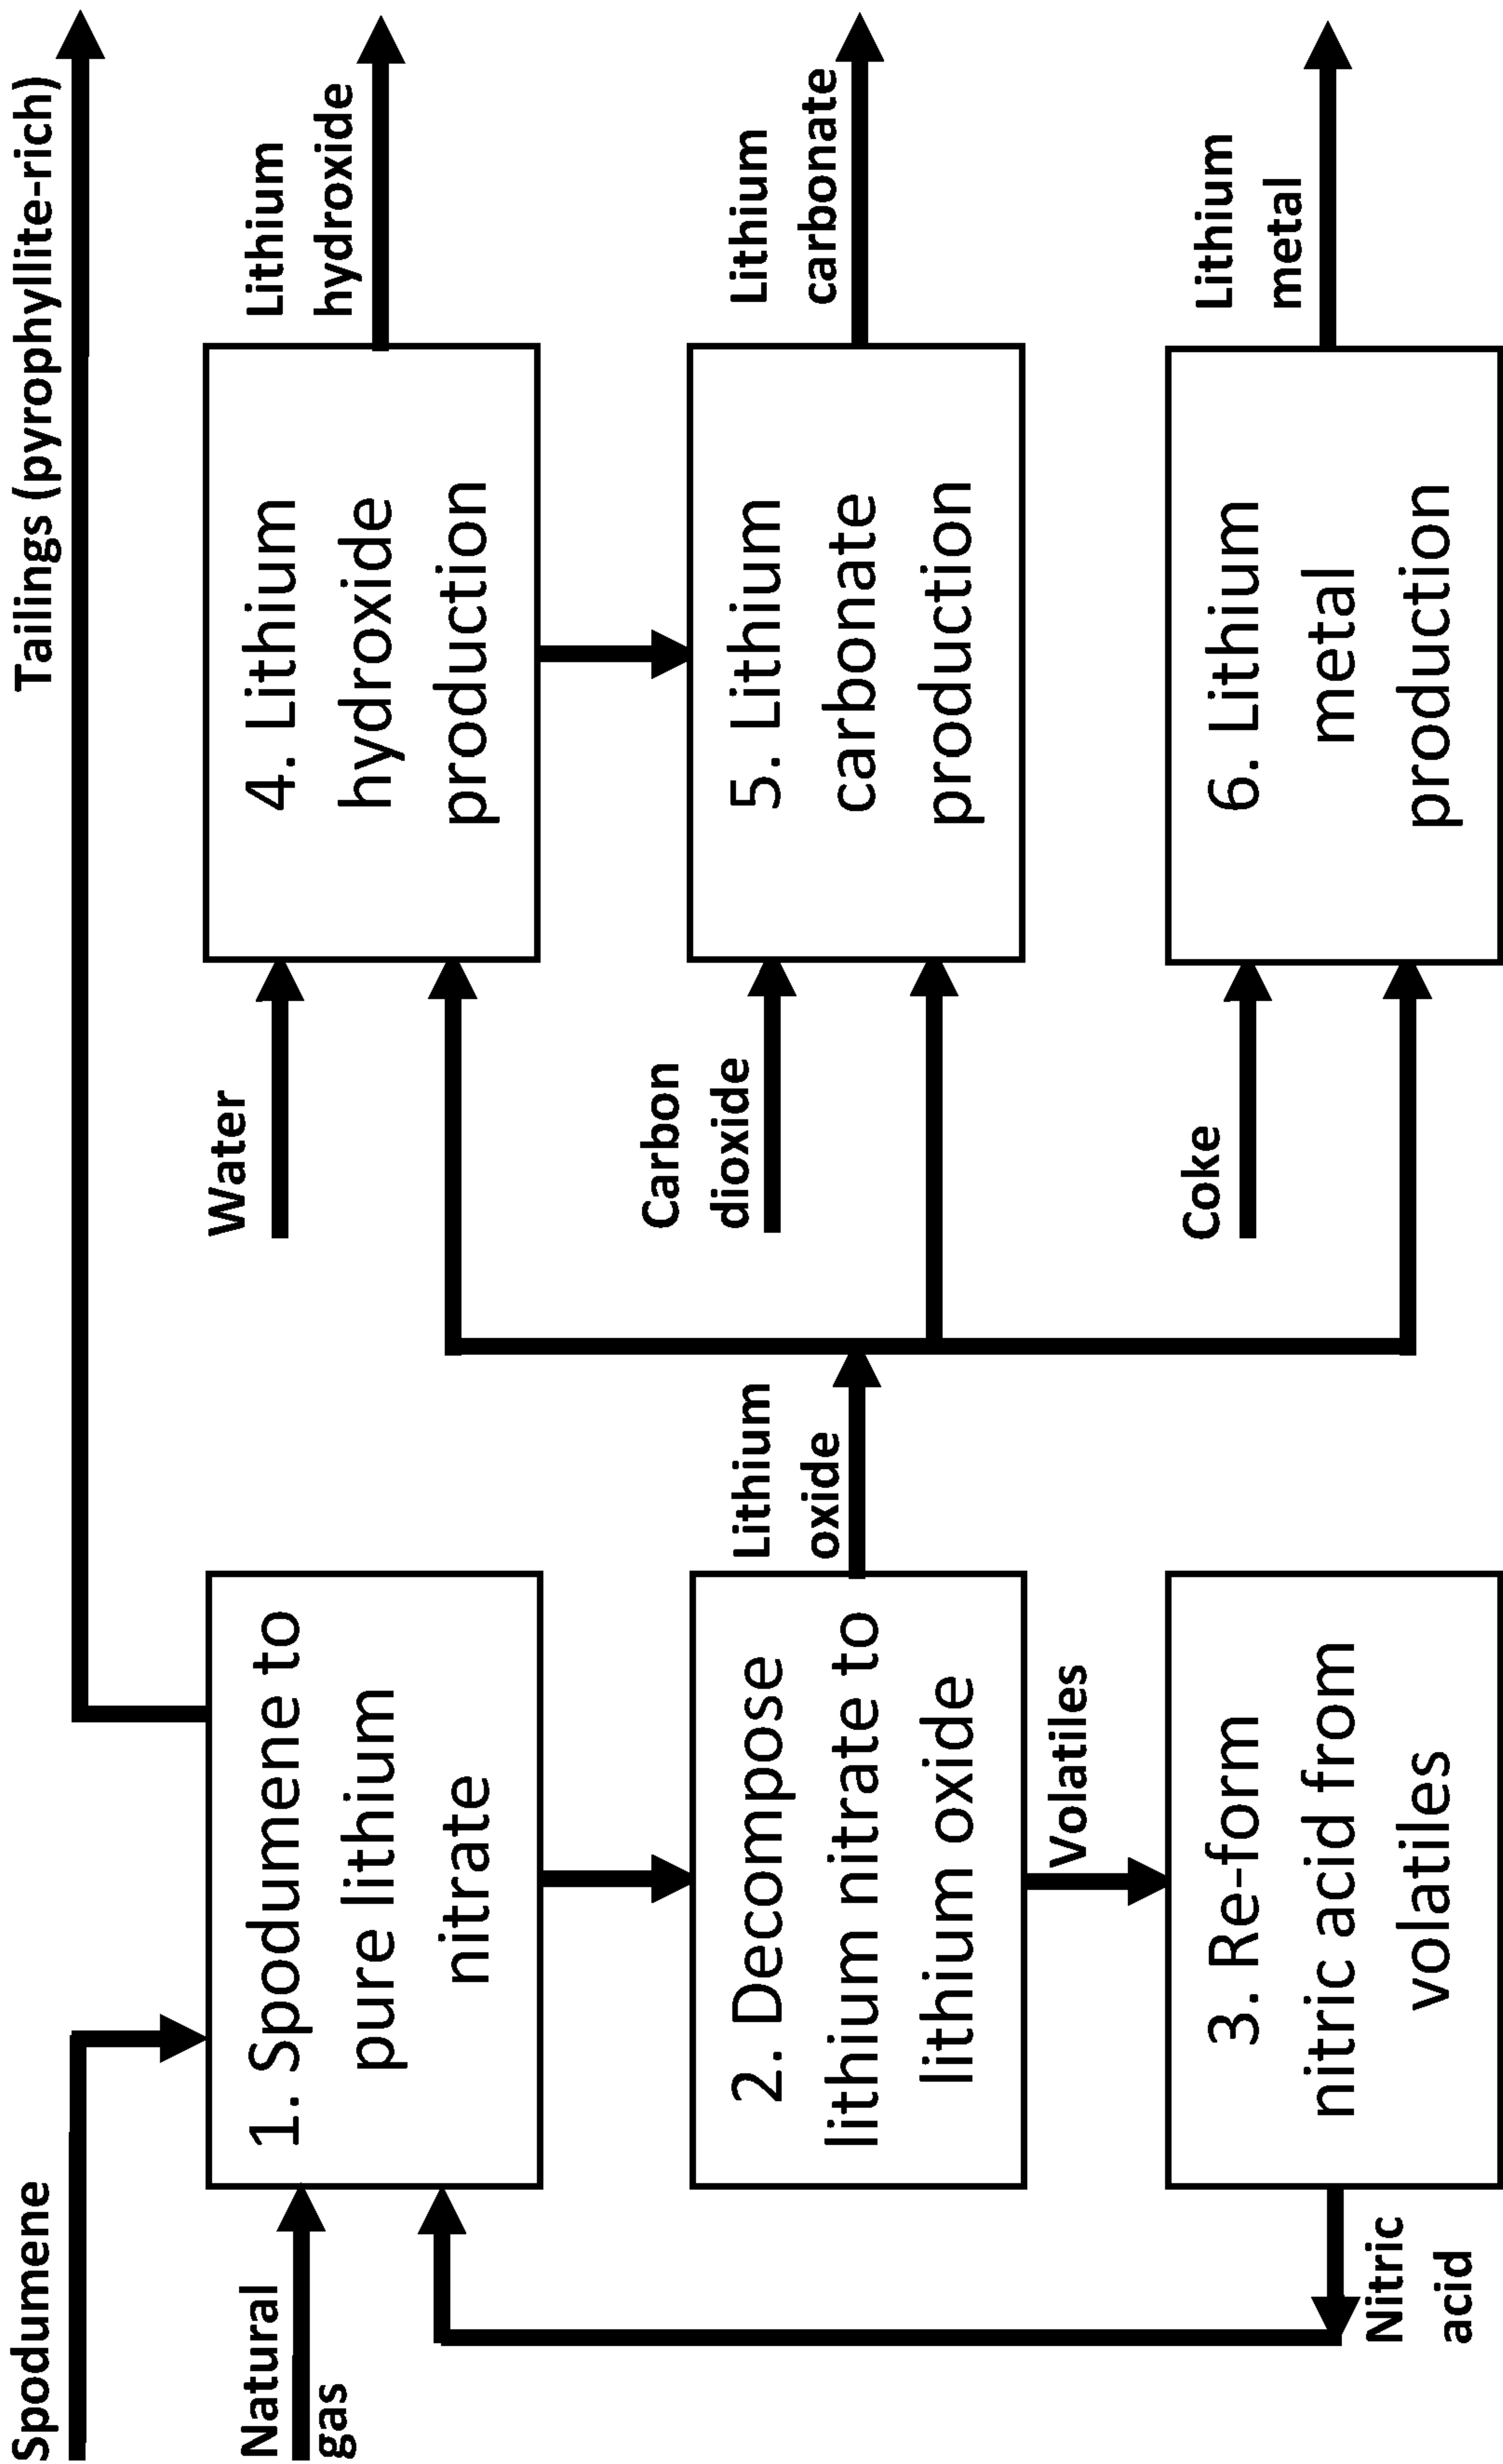 Spodumene
Tailings (pyrophyllite-rich)
Natural
gas
1. Spodumene to
pure lithium
nitrate
Water
4. Lithium
hydroxide
production
Lithium
hydroxide
2. Decompose
lithium nitrate to
lithium oxide
Lithium
oxide
Carbon
dioxide
5. Lithium
carbonate
production
Lithium
carbonate
Volatiles
Nitric
acid
3. Re-form
nitric acid from
volatiles
Coke
6. Lithium
metal
production
Lithium
metal